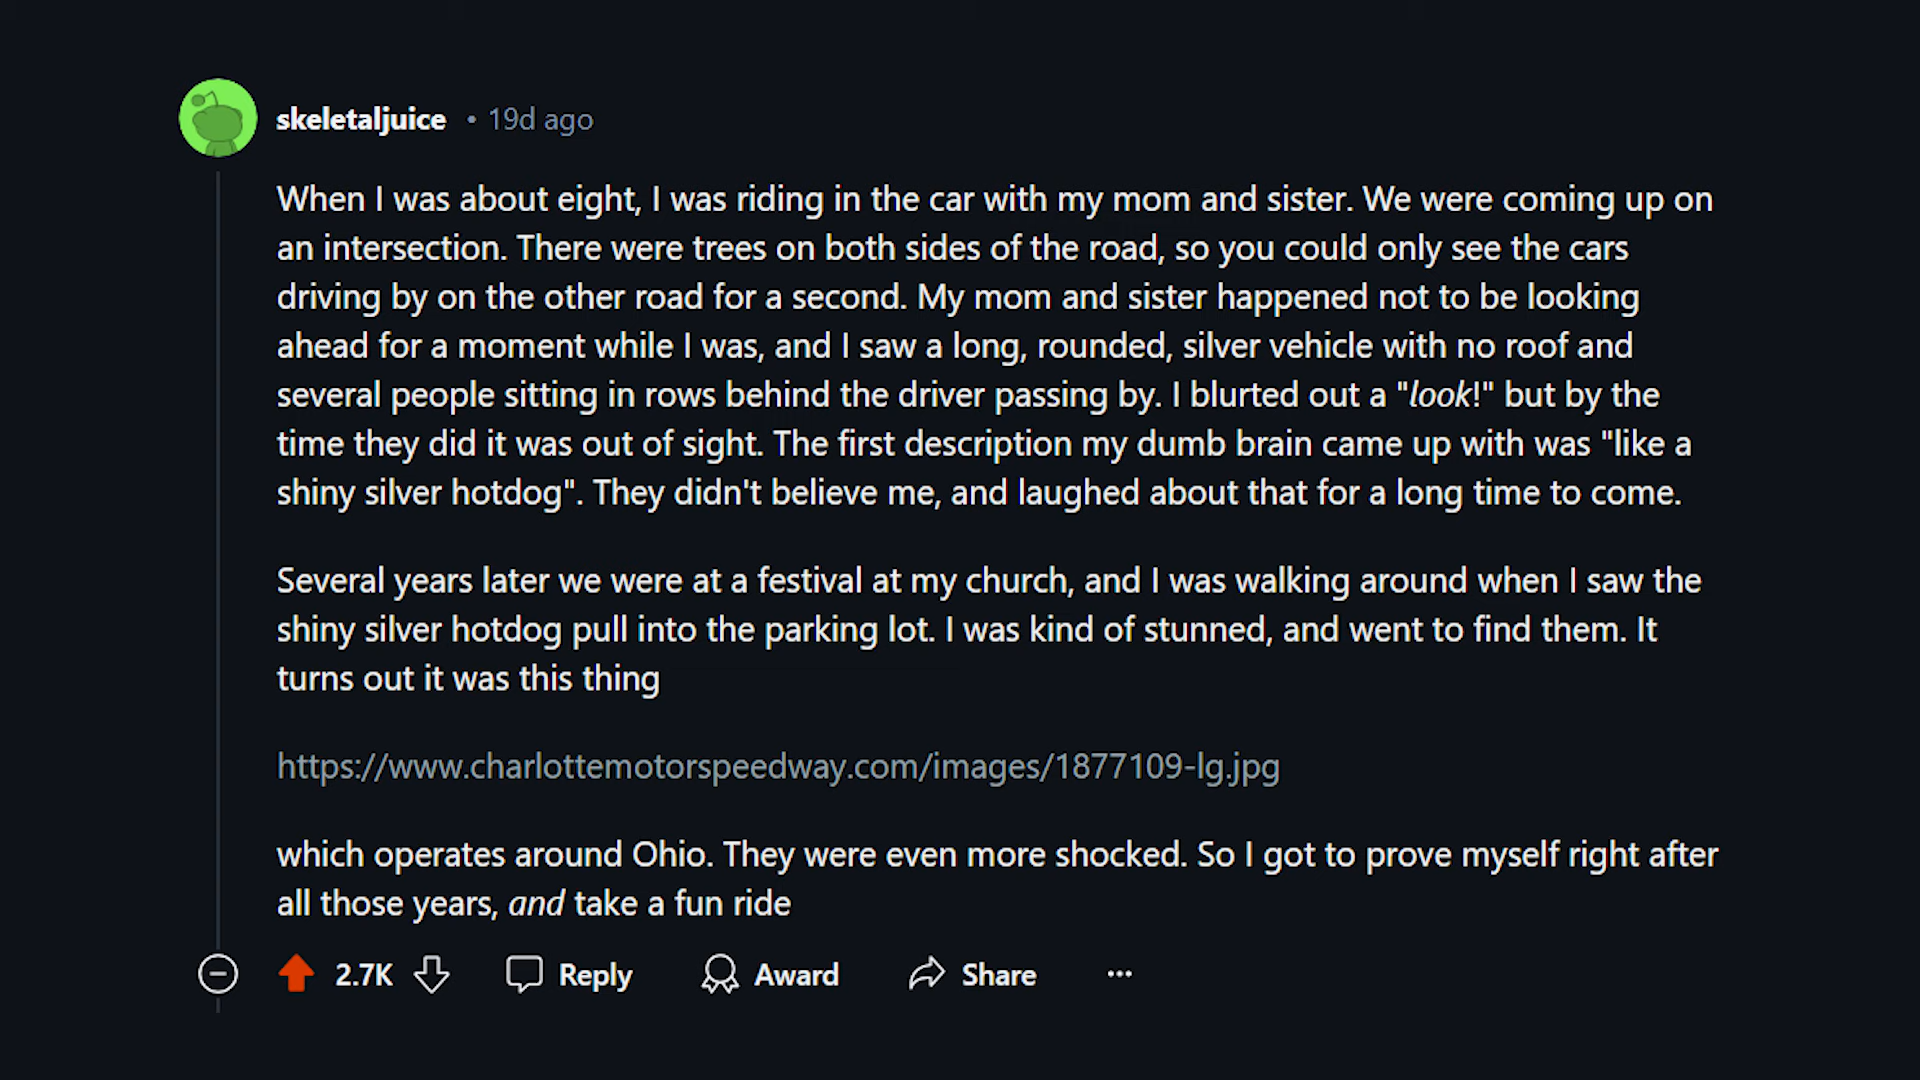 skeletaljuice • 19d ago
When I was about eight, I was riding in the car with my mom and sister. We were coming up on
an intersection. There were trees on both sides of the road, so you could only see the cars
driving by on the other road for a second. My mom and sister happened not to be looking
ahead for a moment while I was, and I saw a long, rounded, silver vehicle with no roof and
several people sitting in rows behind the driver passing by. I blurted out a "look!" but by the
time they did it was out of sight. The first description my dumb brain came up with was "like a
shiny silver hotdog". They didn't believe me, and laughed about that for a long time to come.
Several years later we were at a festival at my church, and I was walking around when I saw the
shiny silver hotdog pull into the parking lot. I was kind of stunned, and went to find them. It
turns out it was this thing
https://www.charlottemotorspeedway.com/images/1877109-lg.jpg
which operates around Ohio. They were even more shocked. So I got to prove myself right after
all those years, and take a fun ride
2.7K Reply Award Share ...